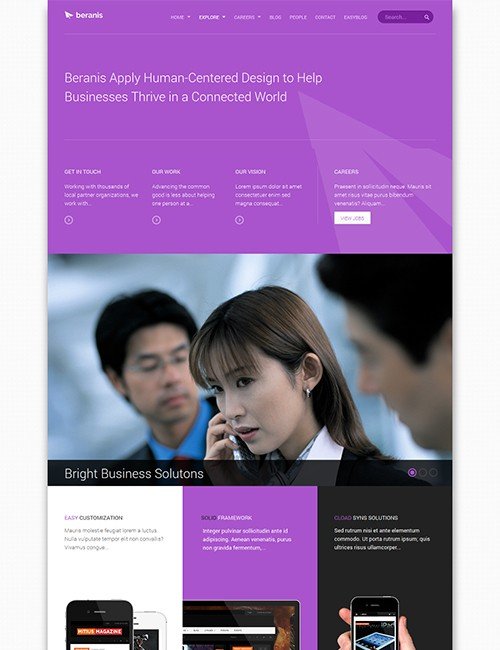 beranis
HOME EXPLORE CAREERS BLOG PEOPLE CONTACT EASYBLOG Search...
Beranis Apply Human-Centered Design to Help
Businesses Thrive in a Connected World
GET IN TOUCH
Working with thousands of
local partner organizations, we
work with...
OUR WORK
Advancing the common
good is less about helping
one person at a...
OUR VISION
Lorem ipsum dolor sit amet
consectetuer enim sed
magna consequat...
CAREERS
Praesent in sollicitudin neque. Mauris sit
amet risus vitae purus bibendum
venenatis? Aliquam...
VIEW JOBS
Bright Business Solutons
EASY CUSTOMIZATION
Mauris molestie feugiat lorem a luctus.
Nulla vulputate tempor elit non convallis?
Vivamus congue...
SOLID FRAMEWORK
Integer pulvinar sollicitudin ante id
adipiscing. Aenean venenatis, purus
non gravida fermentum,...
CLOAD SYNS SOLUTIONS
Sed rutrum nisi et ante elementum
commodo. Ut porta rutrum ipsum; quis
ultrices risus ullamcorper...
MITIUS MAGAZINE